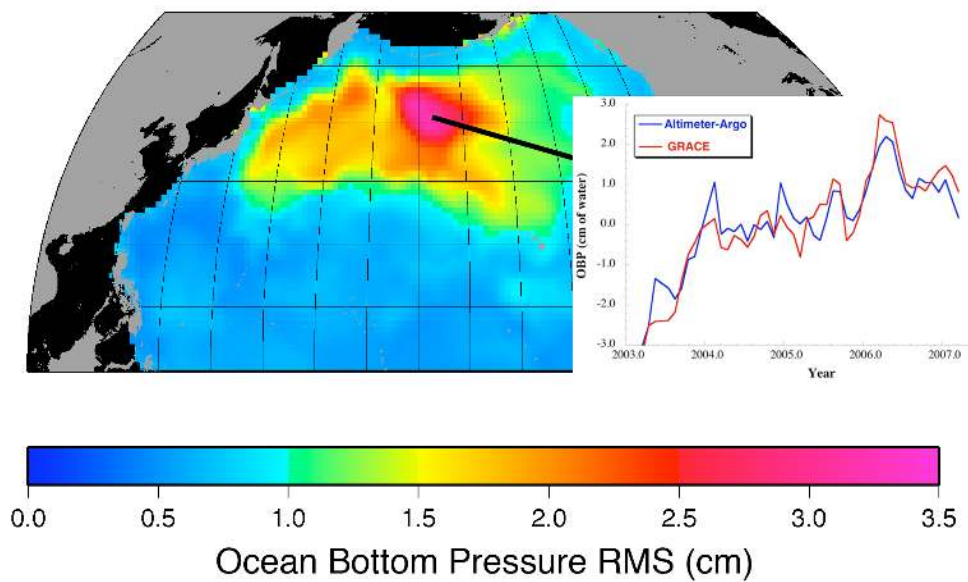 3.0
Altimeter-Argo
GRACE
2.0
1.0
0.0
-1.0
-2.0
-3.0
OBP (cm of water)
2003.0 2004.0 2005.0 2006.0 2007.0
Year
0.0 0.5 1.0 1.5 2.0 2.5 3.0 3.5
Ocean Bottom Pressure RMS (cm)